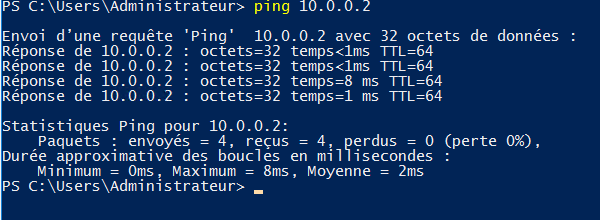 PS C:\Users\Administrateur> ping 10.0.0.2
Envoi d'une requête 'Ping'  10.0.0.2 avec 32 octets de données :
Réponse de 10.0.0.2 : octets=32 temps<1ms TTL=64
Réponse de 10.0.0.2 : octets=32 temps<1ms TTL=64
Réponse de 10.0.0.2 : octets=32 temps=8 ms TTL=64
Réponse de 10.0.0.2 : octets=32 temps=1 ms TTL=64
Statistiques Ping pour 10.0.0.2:
    Paquets : envoyés = 4, reçus = 4, perdus = 0 (perte 0%),
Durée approximative des boucles en millisecondes :
    Minimum = 0ms, Maximum = 8ms, Moyenne = 2ms
PS C:\Users\Administrateur> _